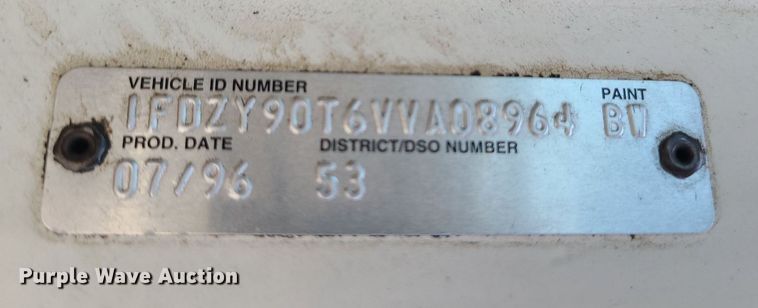 VEHICLE ID NUMBER PAINT
1FDZY90T6VVA08964 BW
PROD. DATE DISTRICT/DSO NUMBER
07/96 53
Purple Wave Auction